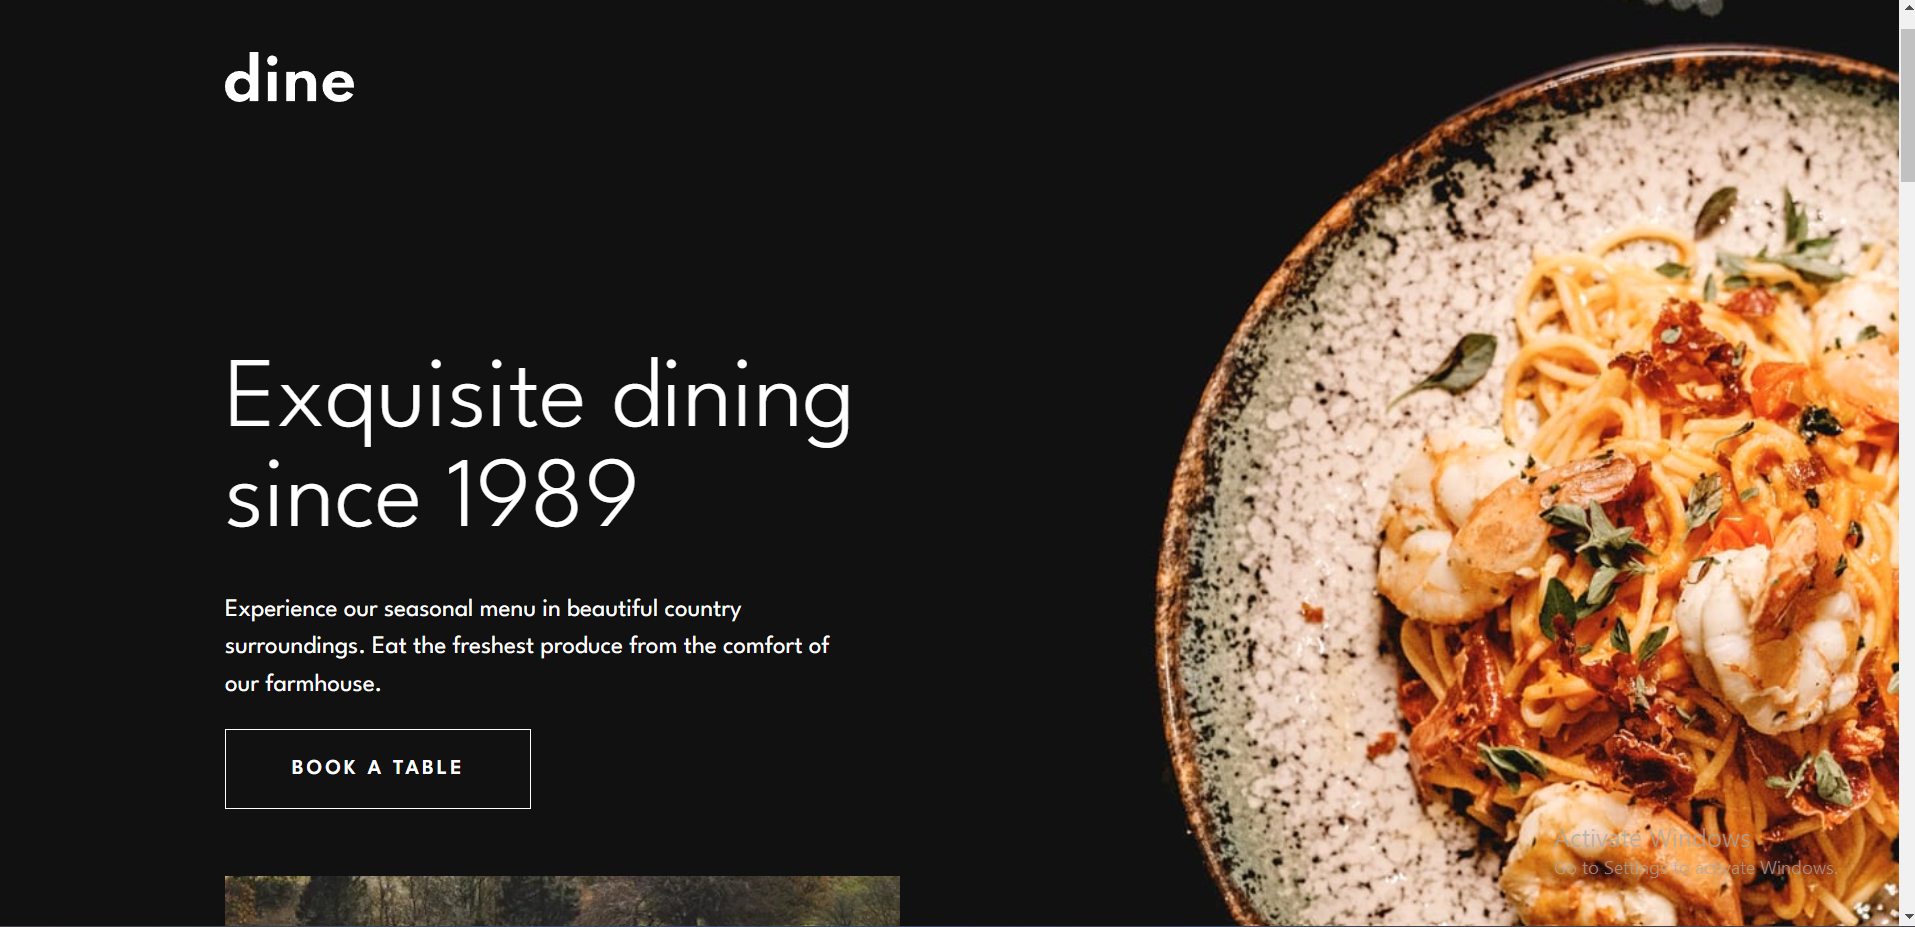 dine
Exquisite dining
since 1989
Experience our seasonal menu in beautiful country
surroundings. Eat the freshest produce from the comfort of
our farmhouse.
BOOK A TABLE
Activate Windows
Go to Settings to activate Windows.